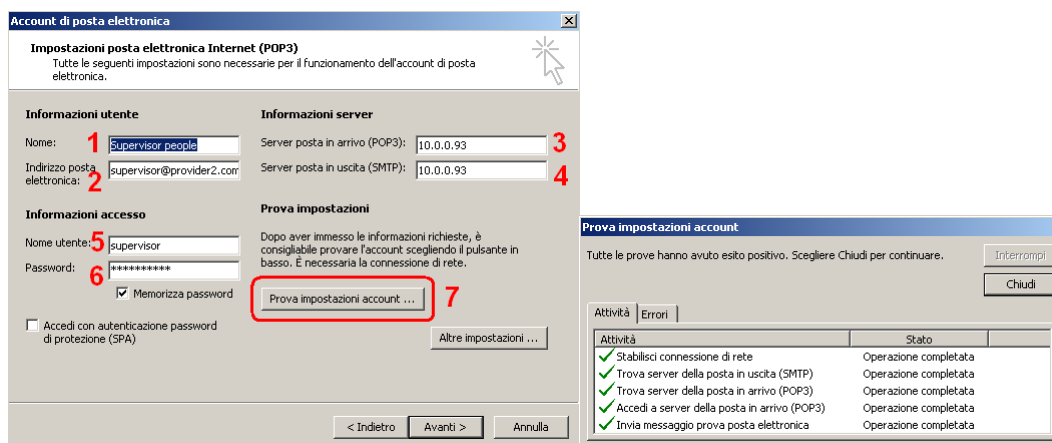 Account di posta elettronica
Impostazioni posta elettronica Internet (POP3)
Tutte le seguenti impostazioni sono necessarie per il funzionamento dell'account di posta
elettronica.
Informazioni utente
Nome: 1 Supervisor people
Indirizzo posta
elettronica: 2 supervisor@provider2.com
Informazioni server
Server posta in arrivo (POP3): 10.0.0.93 3
Server posta in uscita (SMTP): 10.0.0.93 4
Informazioni accesso
Nome utente: 5 supervisor
Password: 6 **********
Memorizza password
Accedi con autenticazione password
di protezione (SPA)
Prova impostazioni
Dopo aver immesso le informazioni richieste, è
consigliabile provare l'account scegliendo il pulsante in
basso. È necessaria la connessione di rete.
Prova impostazioni account ... 7
Altre impostazioni ...
< Indietro Avanti > Annulla
Prova impostazioni account
Tutte le prove hanno avuto esito positivo. Scegliere Chiudi per continuare.
Interrompi
Chiudi
Attività Errori
Attività Stato
Stabilisci connessione di rete Operazione completata
Trova server della posta in uscita (SMTP) Operazione completata
Trova server della posta in arrivo (POP3) Operazione completata
Accedi a server della posta in arrivo (POP3) Operazione completata
Invia messaggio prova posta elettronica Operazione completata